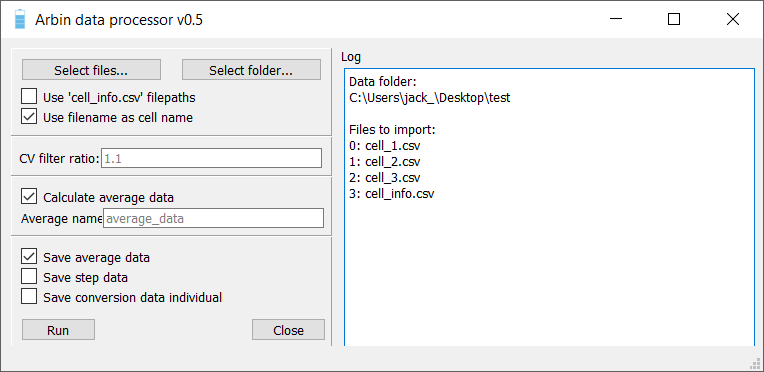 Arbin data processor v0.5
Select files...
Select folder...
Use 'cell_info.csv' filepaths
Use filename as cell name
CV filter ratio:
1.1
Calculate average data
Average name
average_data
Save average data
Save step data
Save conversion data individual
Run
Close
Log
Data folder:
C:\Users\jack_\Desktop\test
Files to import:
0: cell_1.csv
1: cell_2.csv
2: cell_3.csv
3: cell_info.csv